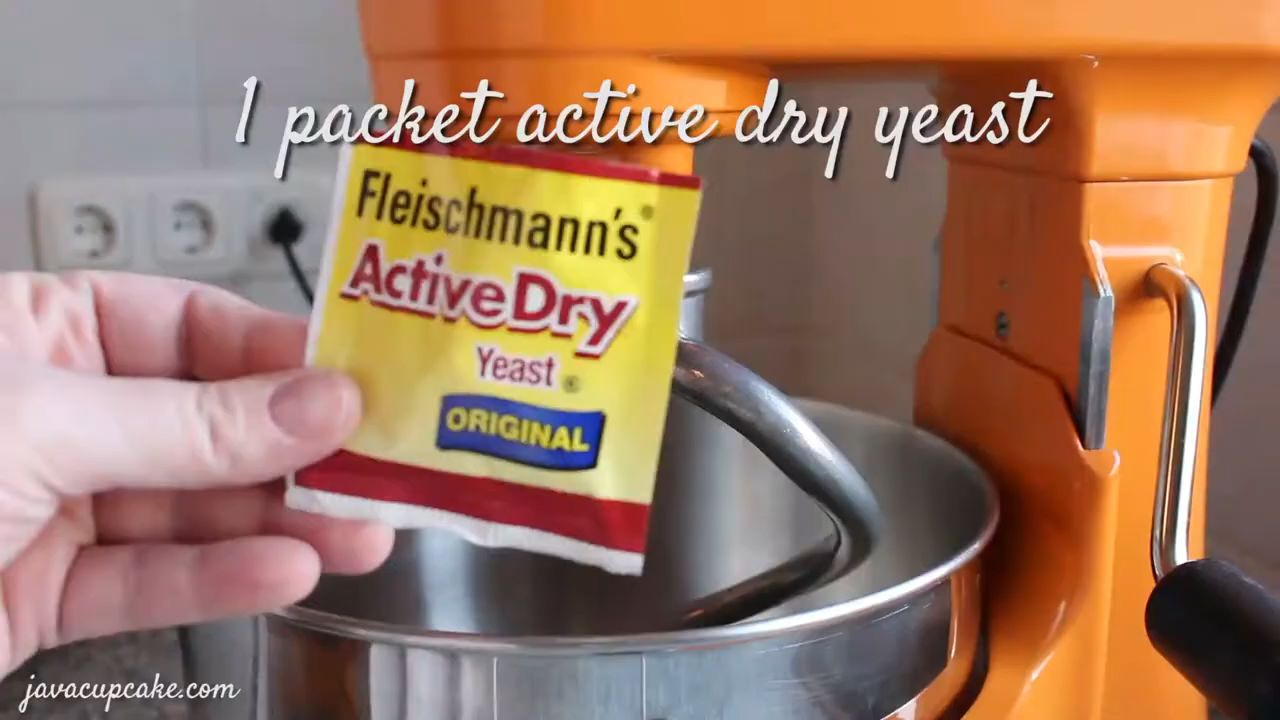 1 packet active dry yeast
Fleischmann's®
ActiveDry
Yeast
ORIGINAL
javacupcake.com